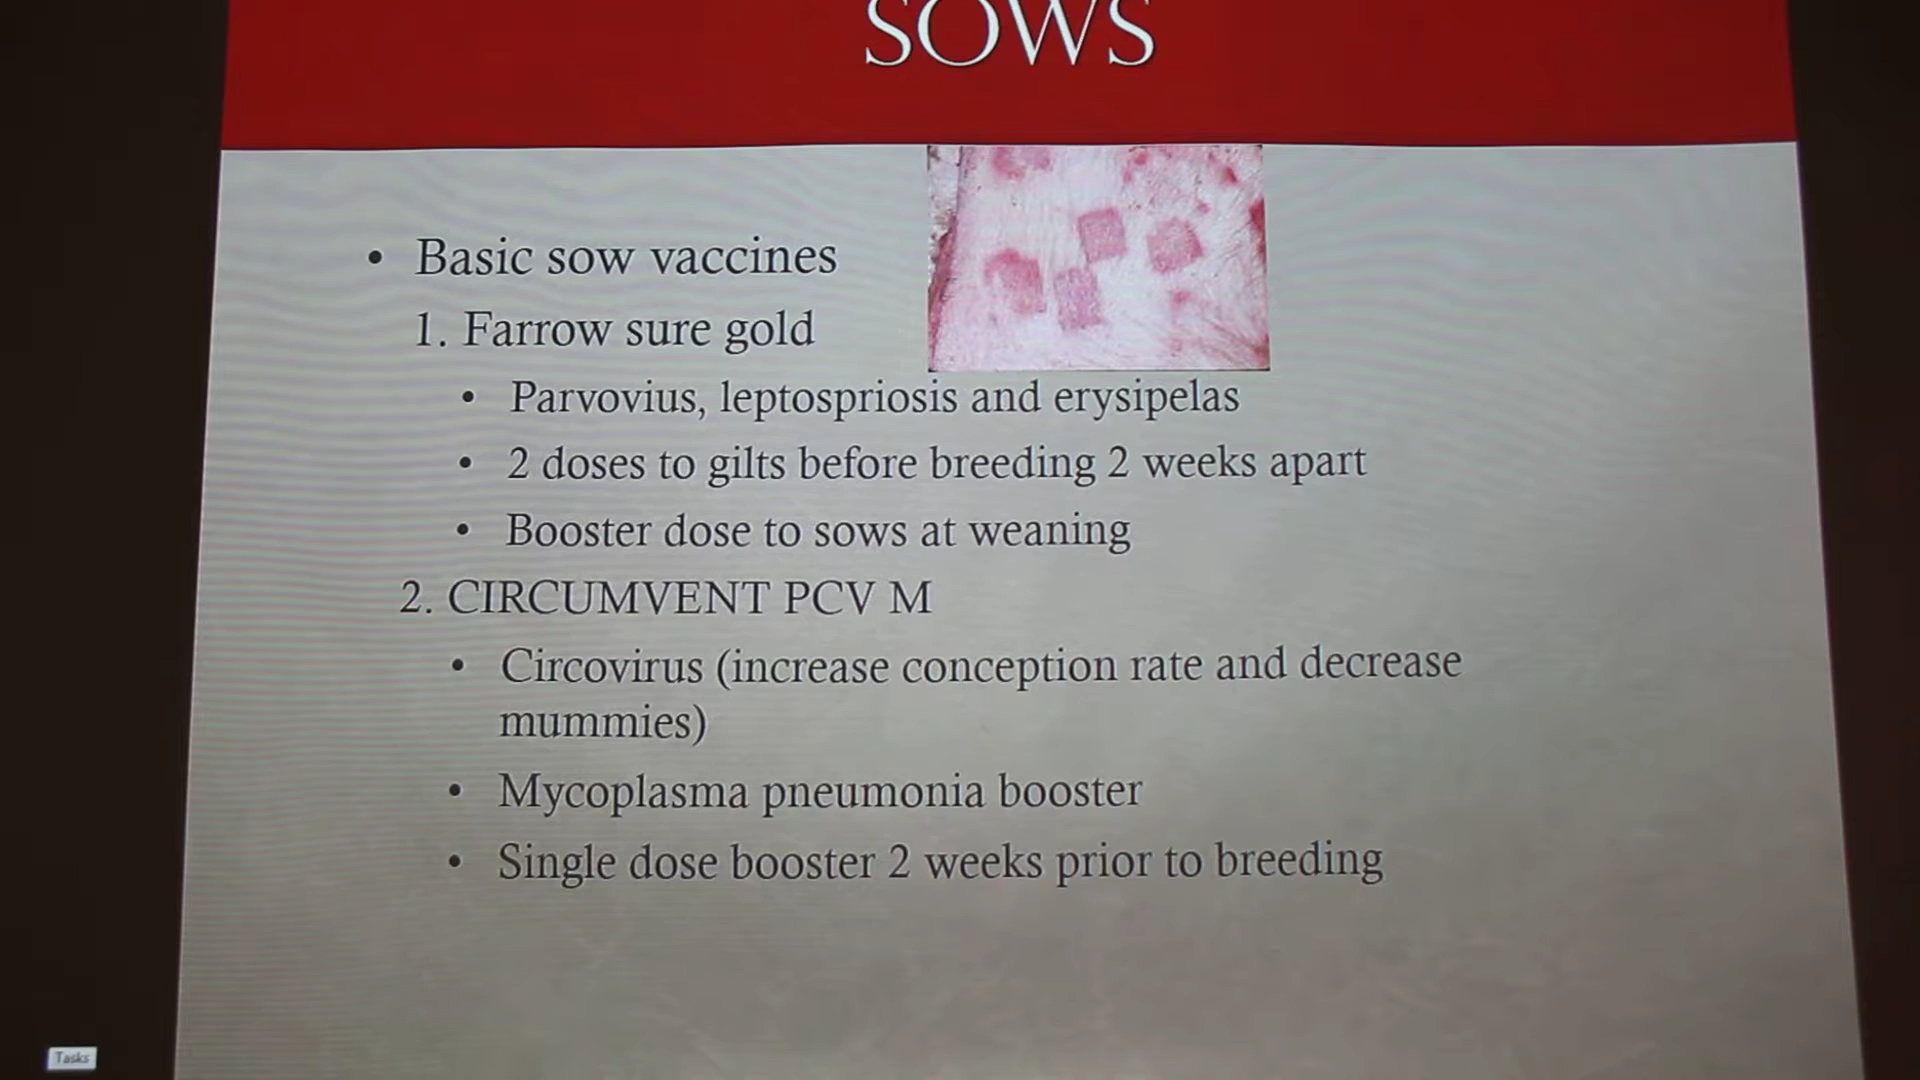 SOWS
• Basic sow vaccines
1. Farrow sure gold
• Parvovius, leptospriosis and erysipelas
• 2 doses to gilts before breeding 2 weeks apart
• Booster dose to sows at weaning
2. CIRCUMVENT PCV M
• Circovirus (increase conception rate and decrease
mummies)
• Mycoplasma pneumonia booster
• Single dose booster 2 weeks prior to breeding
Tasks